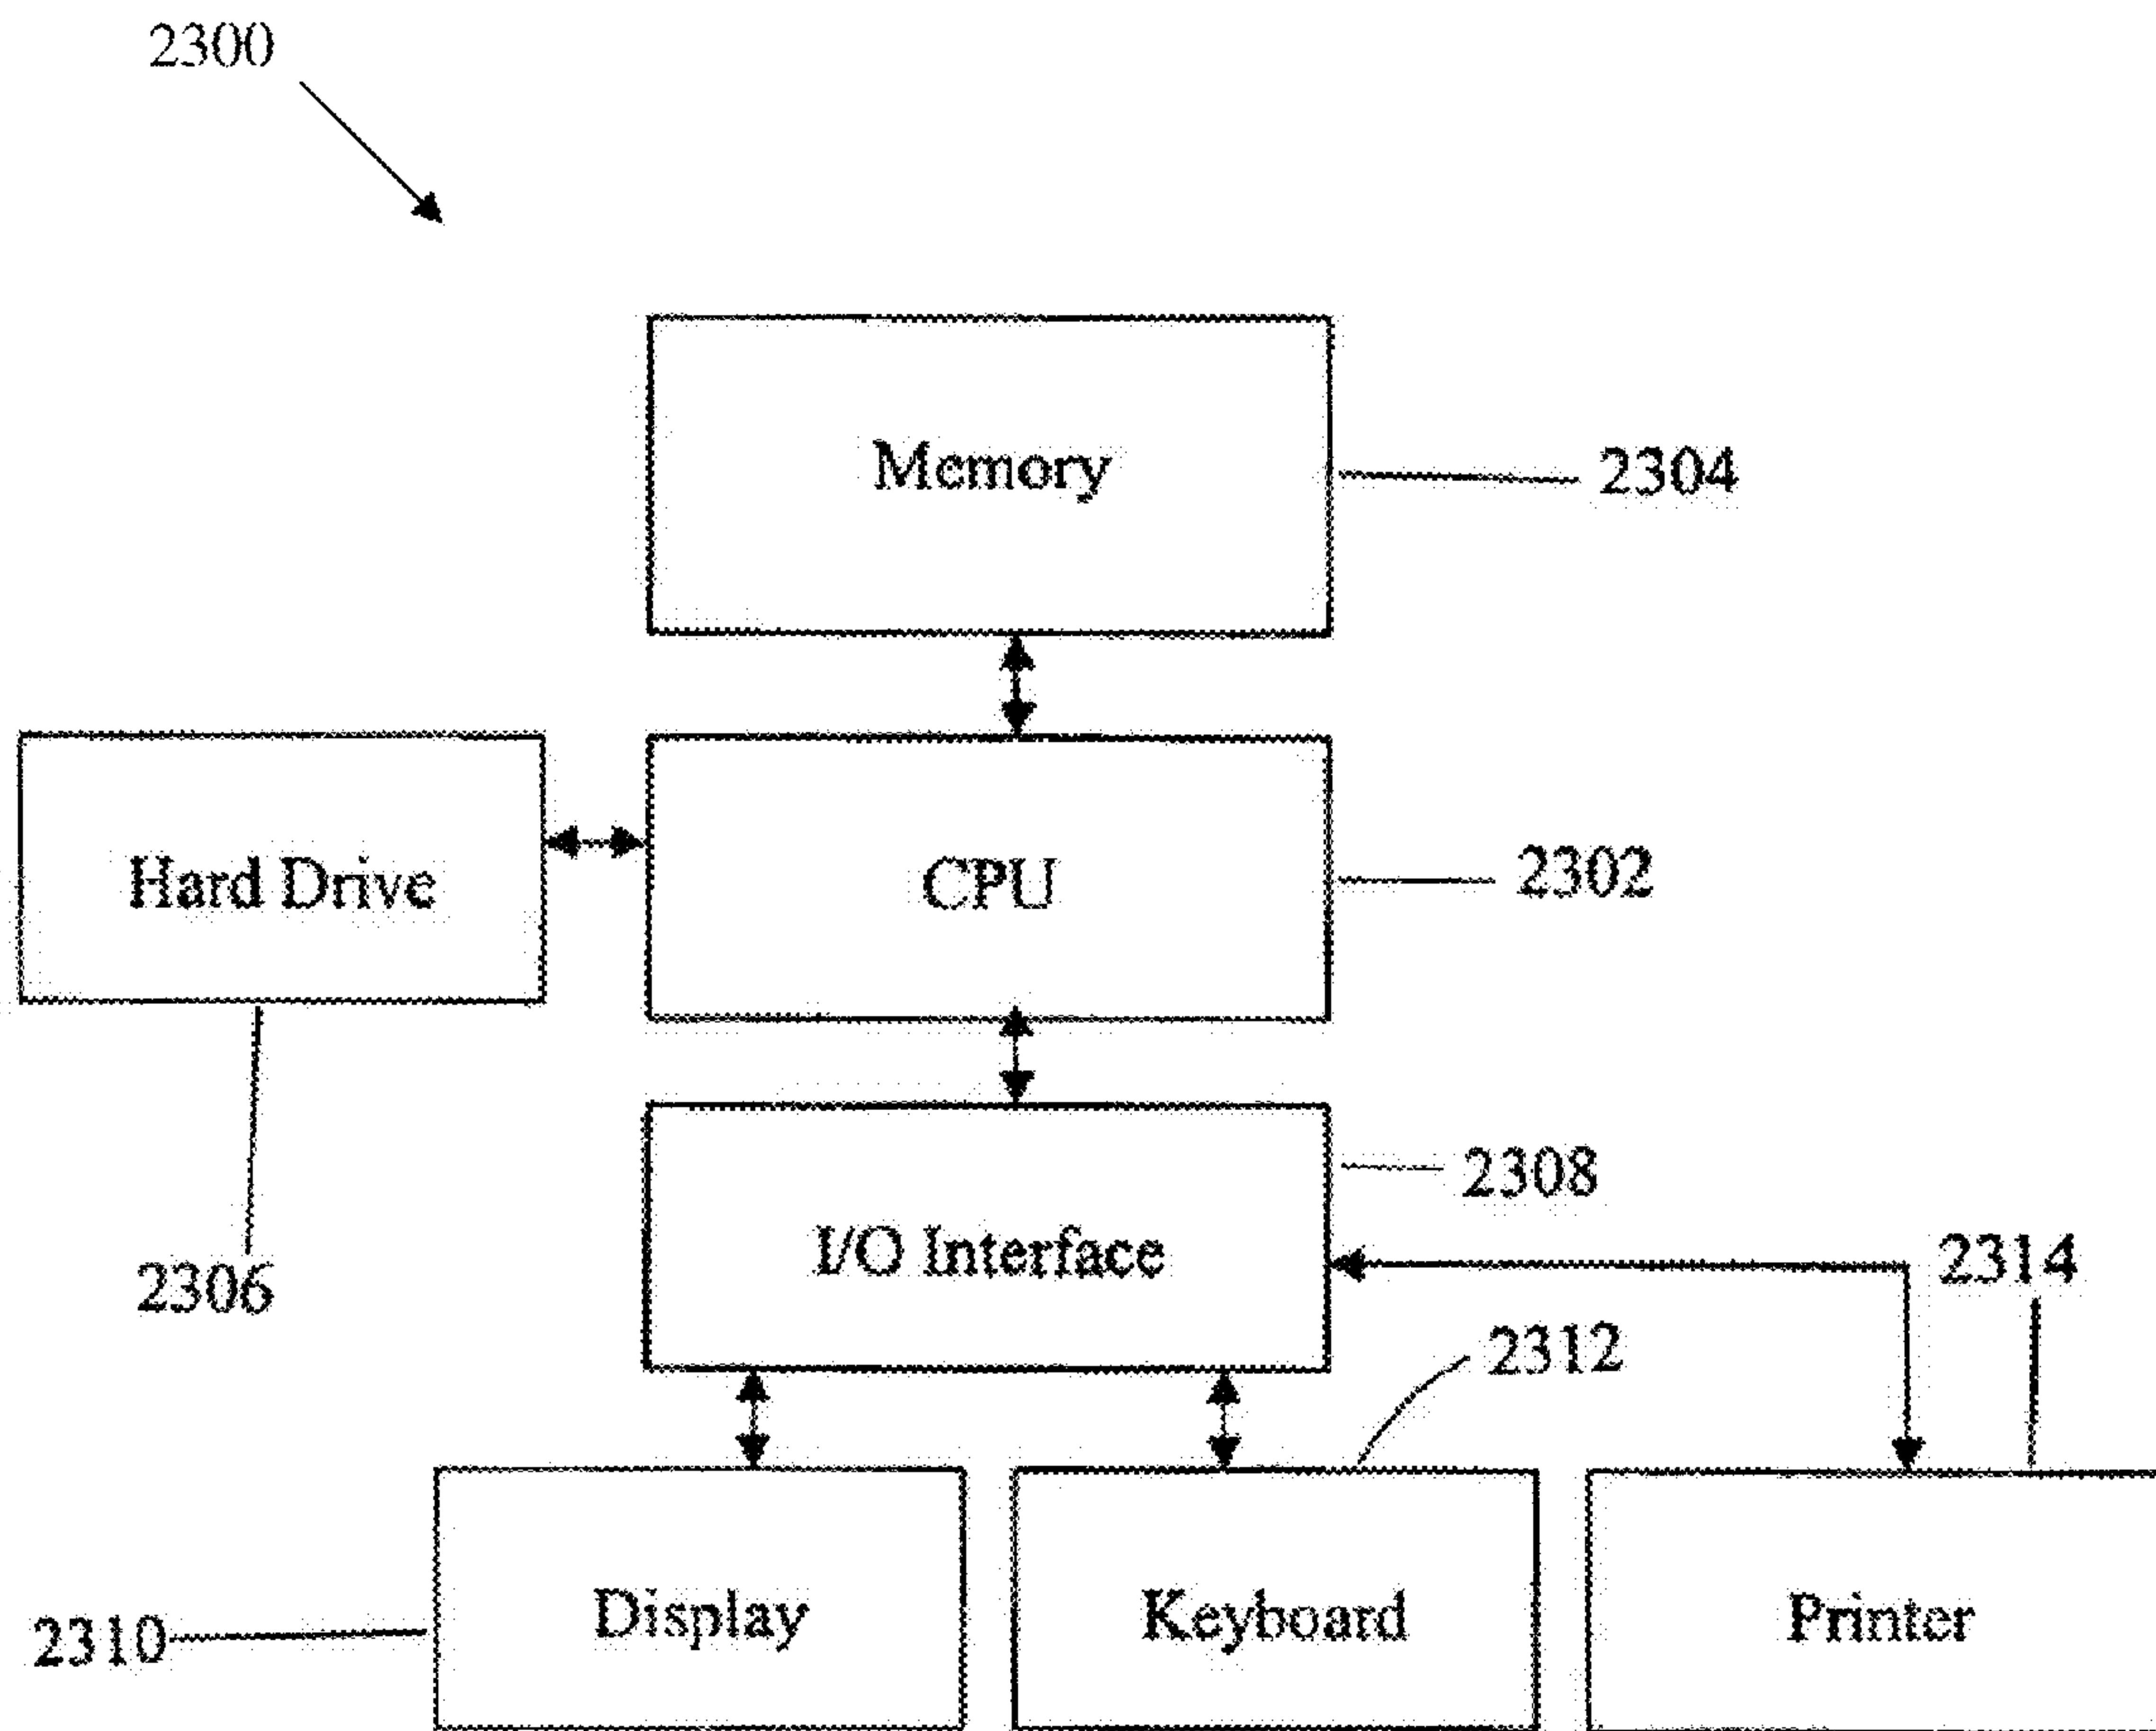 2300
Memory
2304
Hard Drive
CPU
2302
2306
I/O Interface
2308
2314
2312
2310
Display
Keyboard
Printer